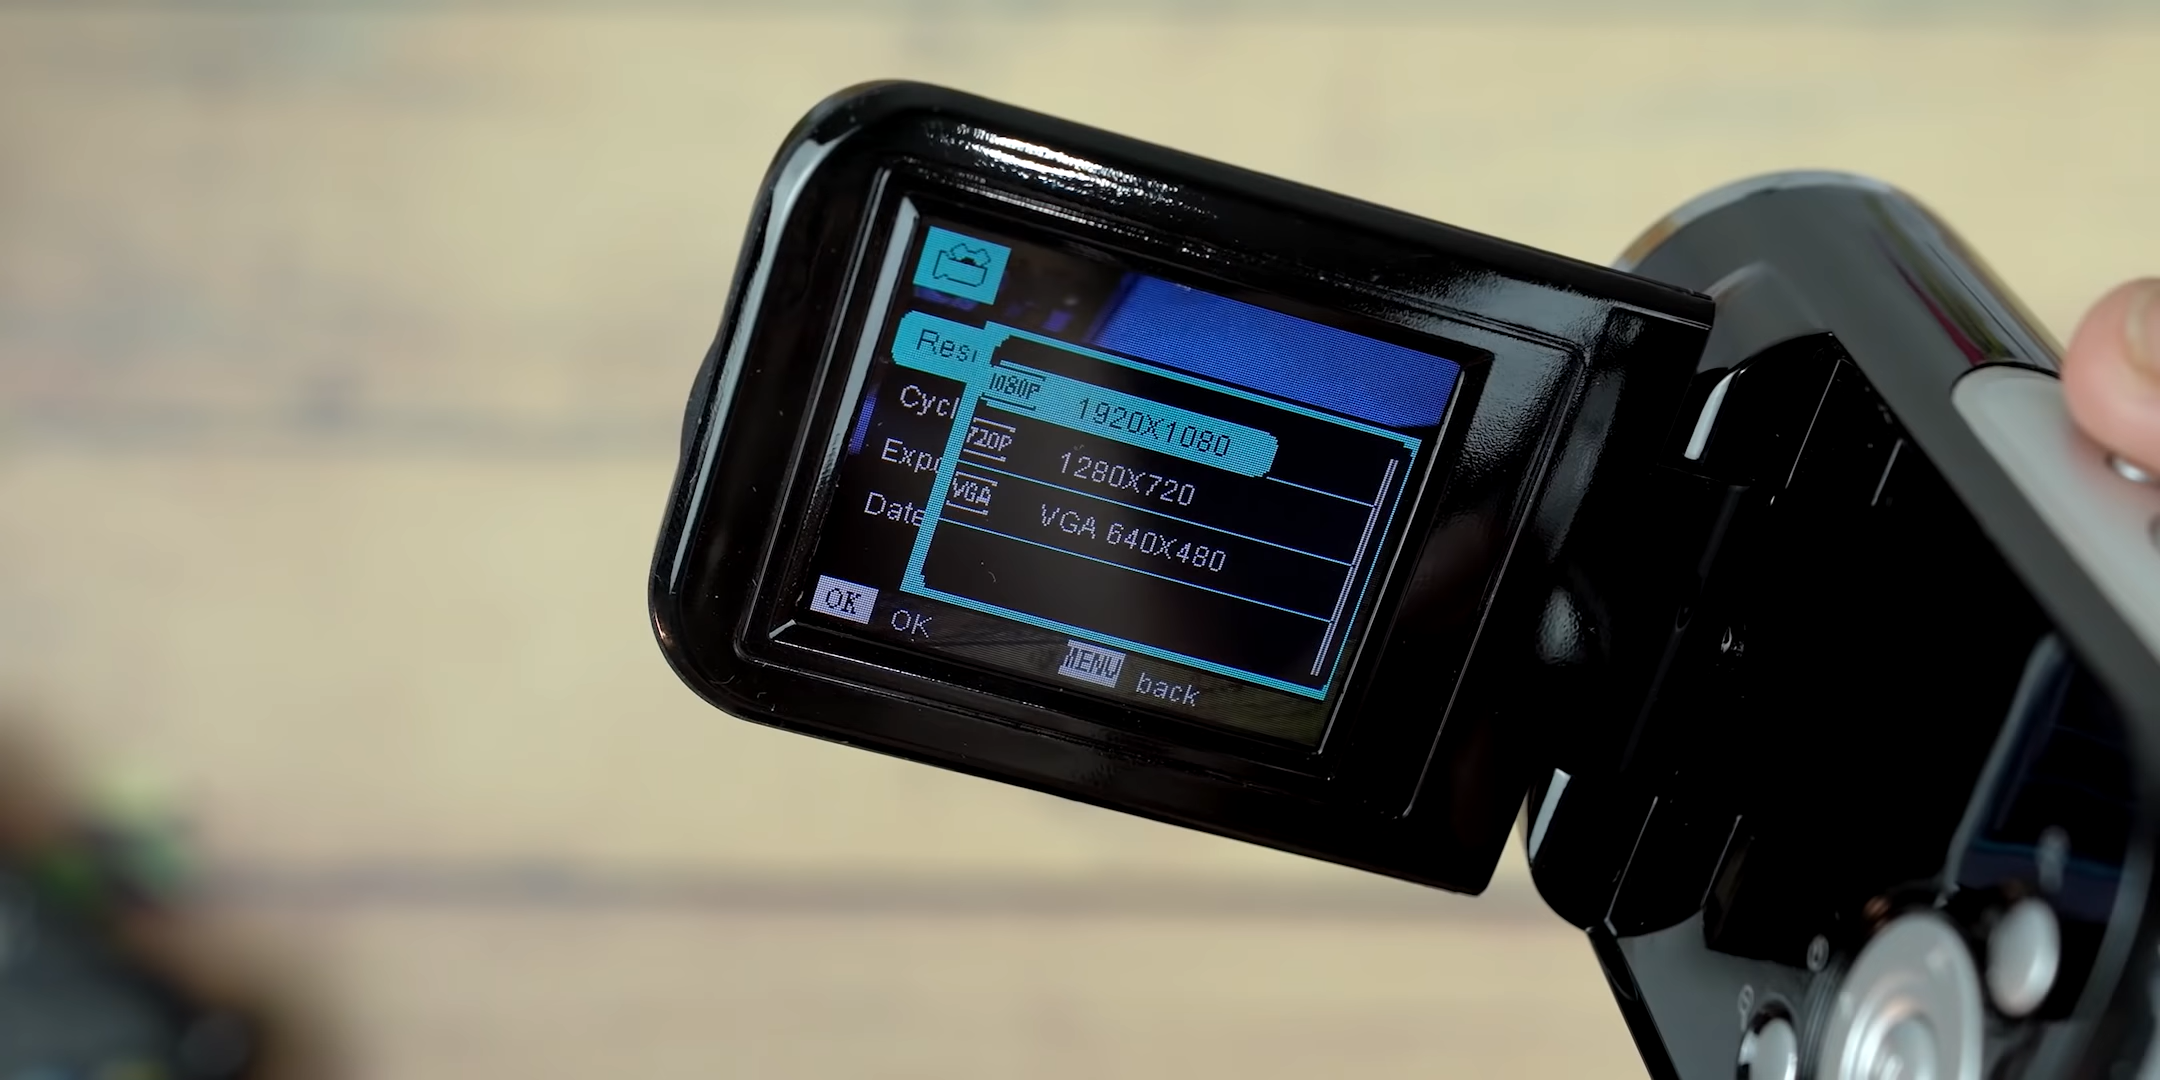 Res
1080P 1920X1080
Cycl
720P 1280X720
Exp
VGA VGA 640X480
Date
OK OK
MENU back